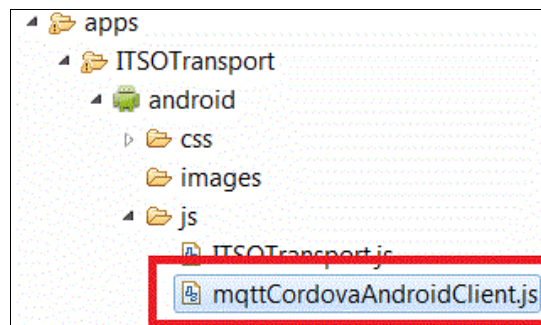 apps
ITSOTransport
android
css
images
js
ITSOTransport.js
mqttCordovaAndroidClient.js